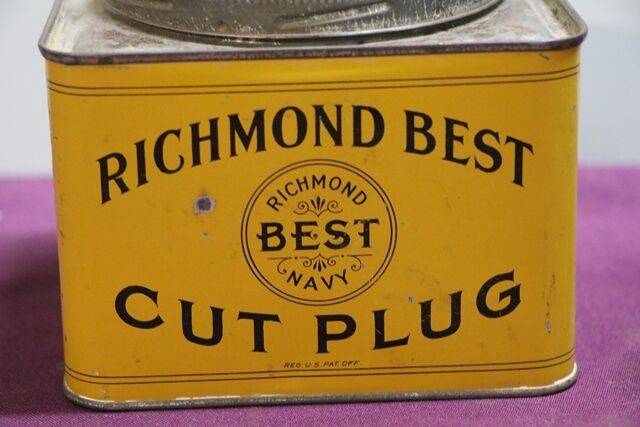 RICHMOND BEST
RICHMOND
BEST
NAVY
CUT PLUG
REG. U.S. PAT. OFF.